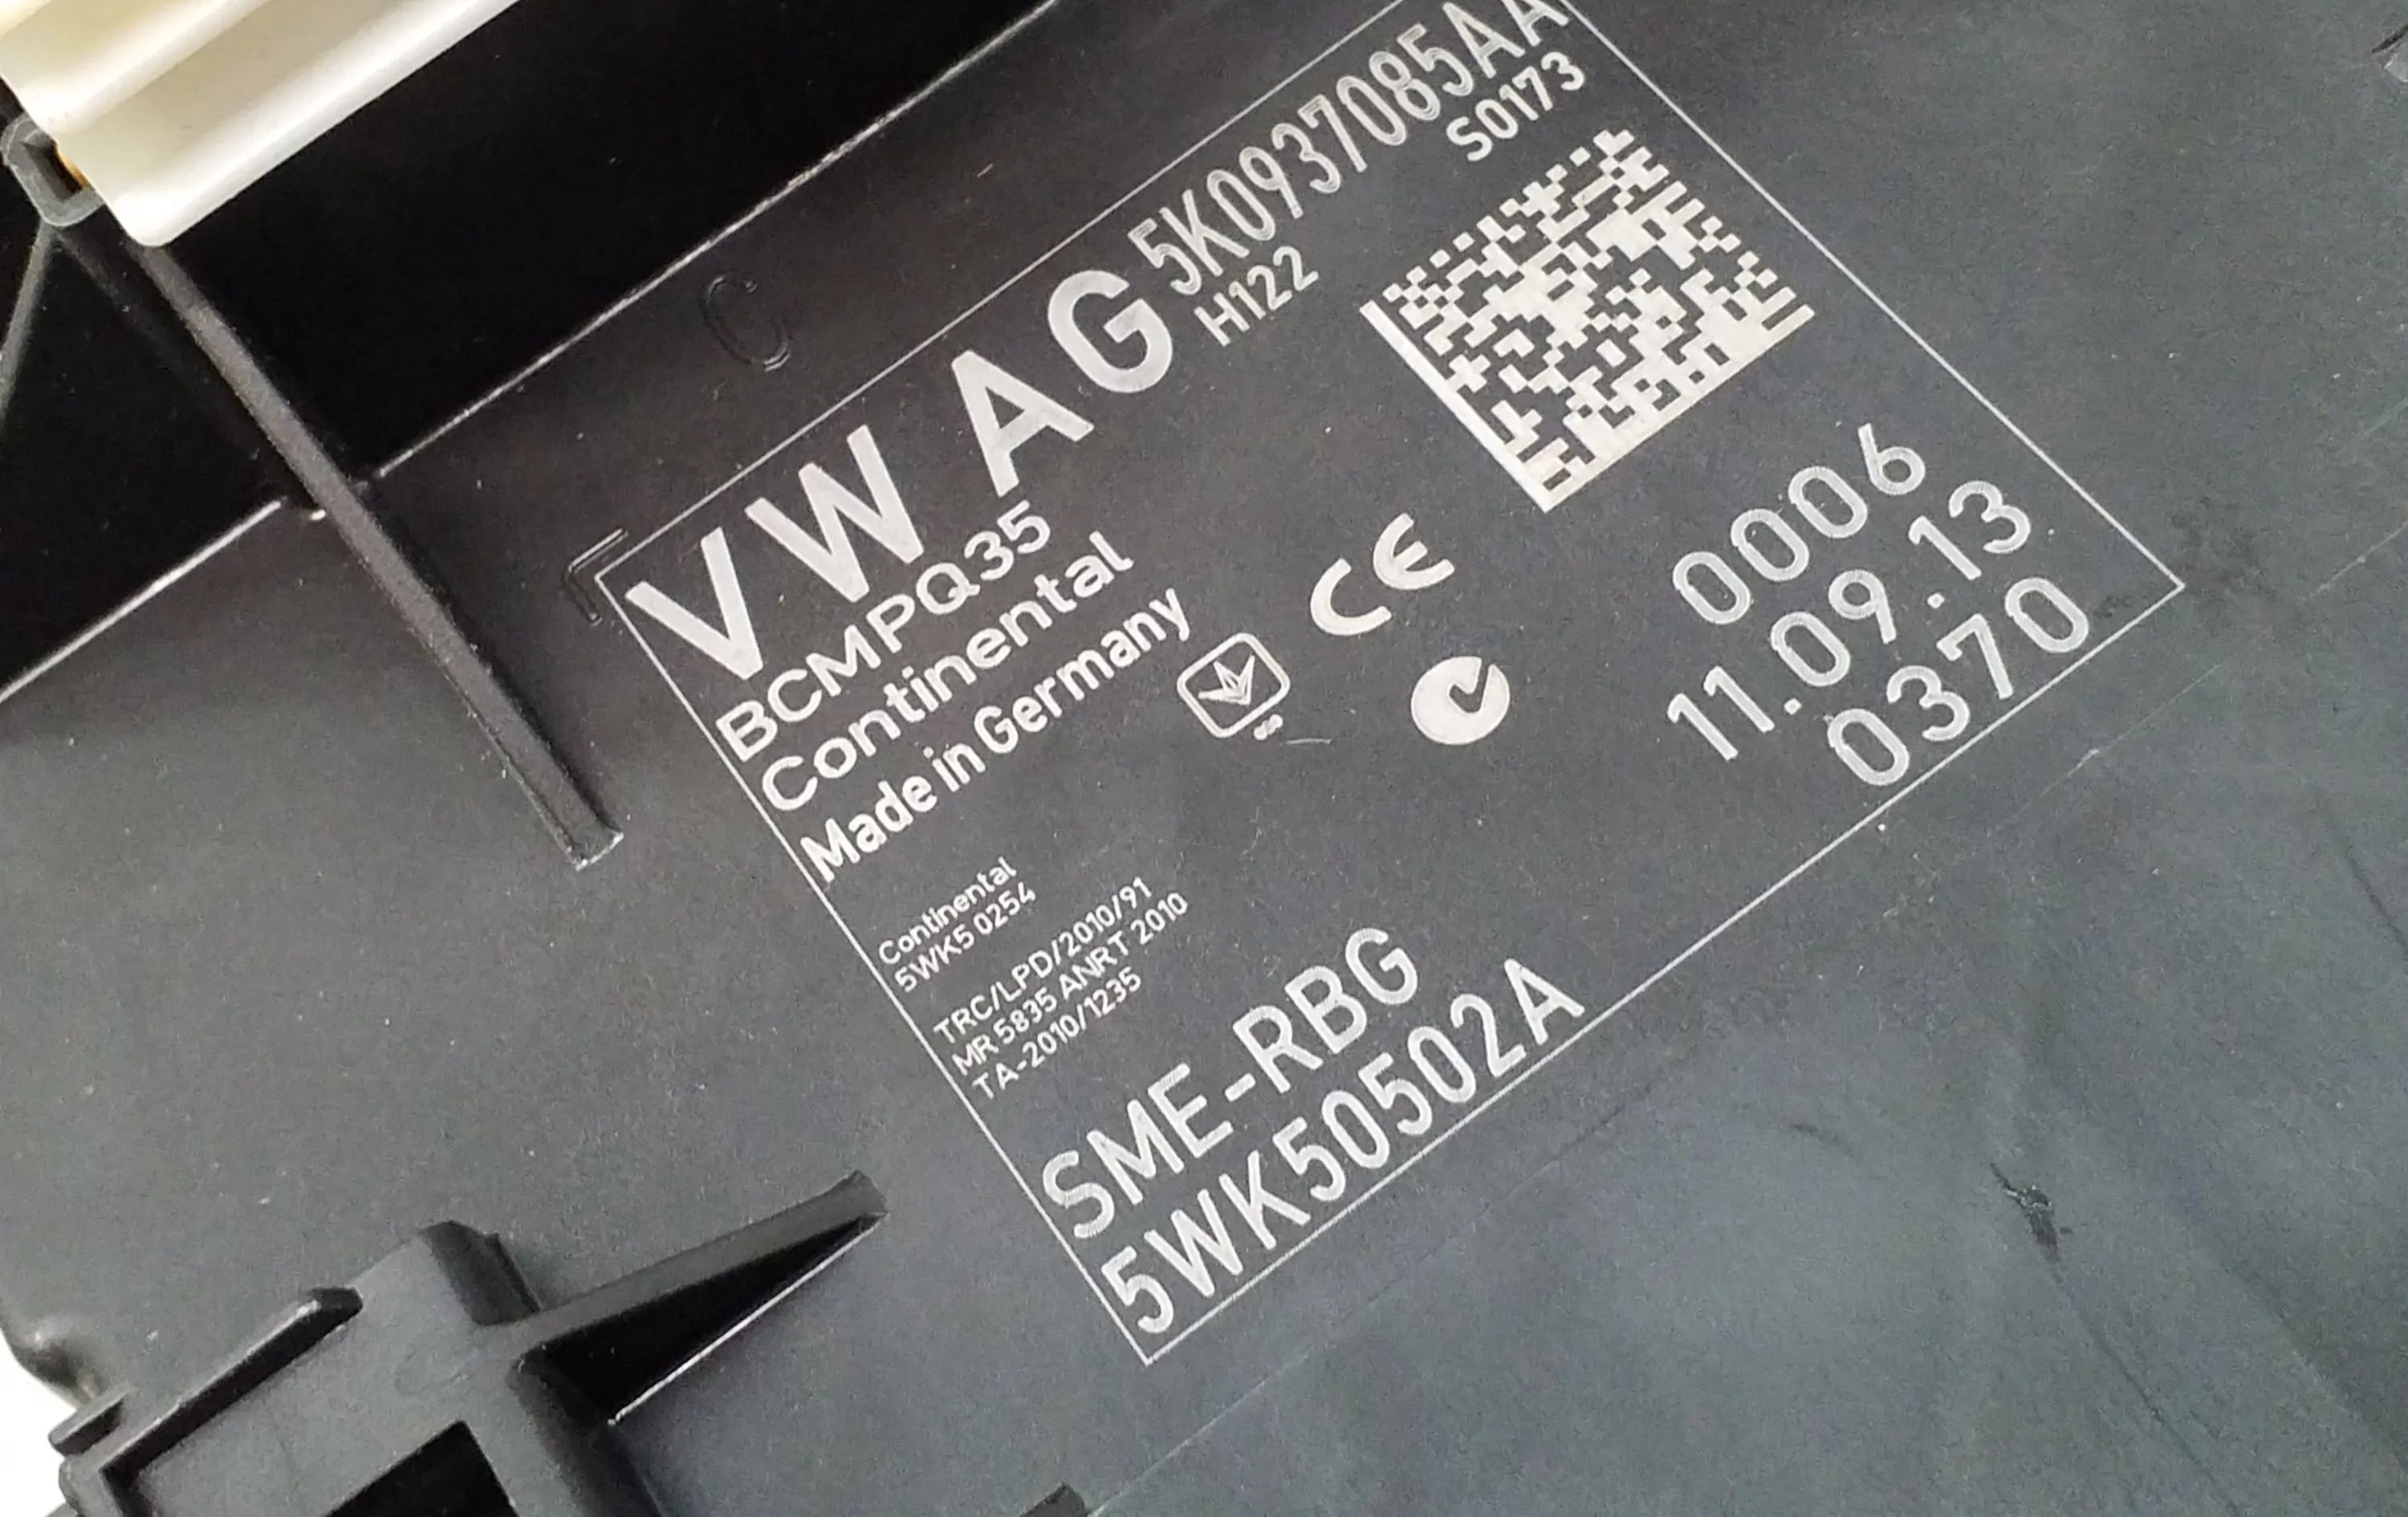 C
VW AG 5K0937085AA
H122 S0173
BCMPQ35
Continental
Made in Germany
CE
0006
11.09.13
0370
Continental
5WK5 0254
TRC/LPD/2010/91
MR 5835 ANRT 2010
TA-2010/1235
SME-RBG
5WK50502A